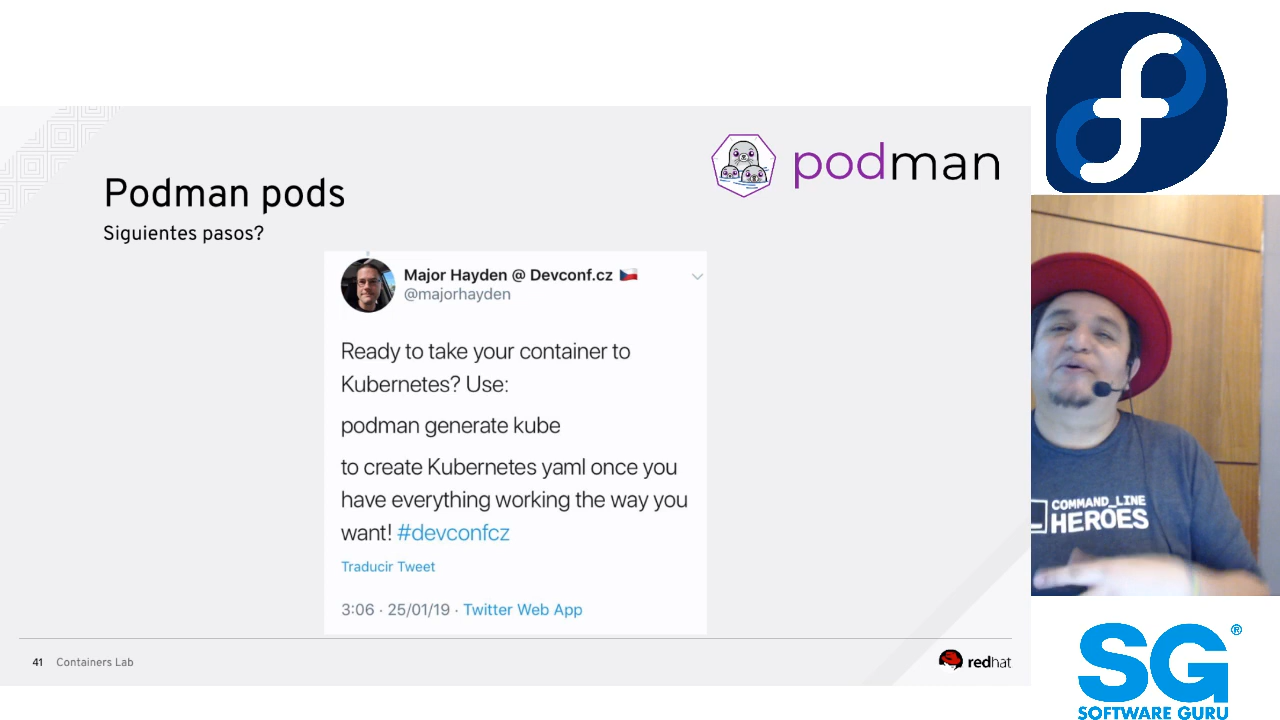 podman
Podman pods
Siguientes pasos?
Major Hayden @ Devconf.cz 🇨🇿
@majorhayden
Ready to take your container to
Kubernetes? Use:
podman generate kube
to create Kubernetes yaml once you
have everything working the way you
want! #devconfcz
Traducir Tweet
3:06 · 25/01/19 · Twitter Web App
41 Containers Lab
redhat
COMMAND_LINE
HEROES
SG®
SOFTWARE GURU